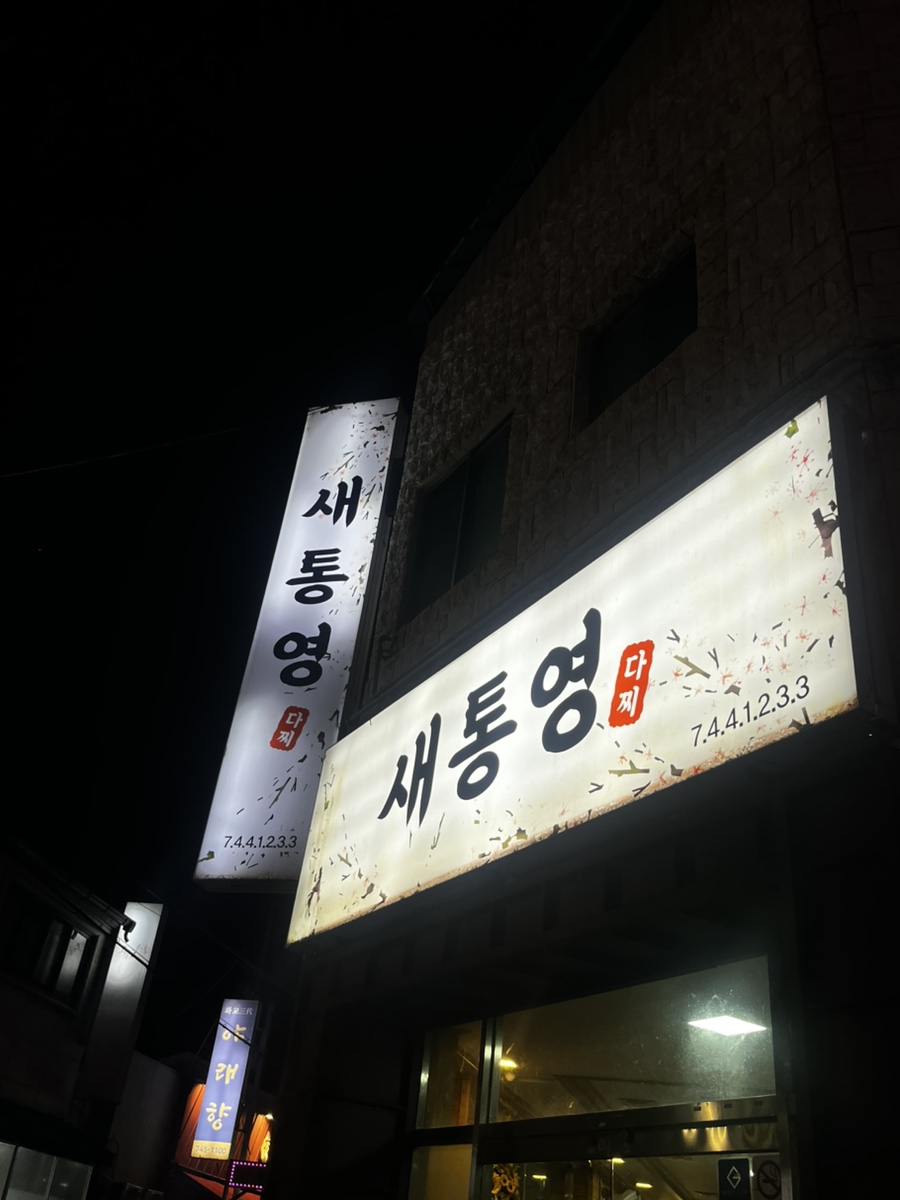 새
통
영
다
찌
7.4.4.1.2.3.3
새통영
다
찌
7.4.4.1.2.3.3
야
래
향